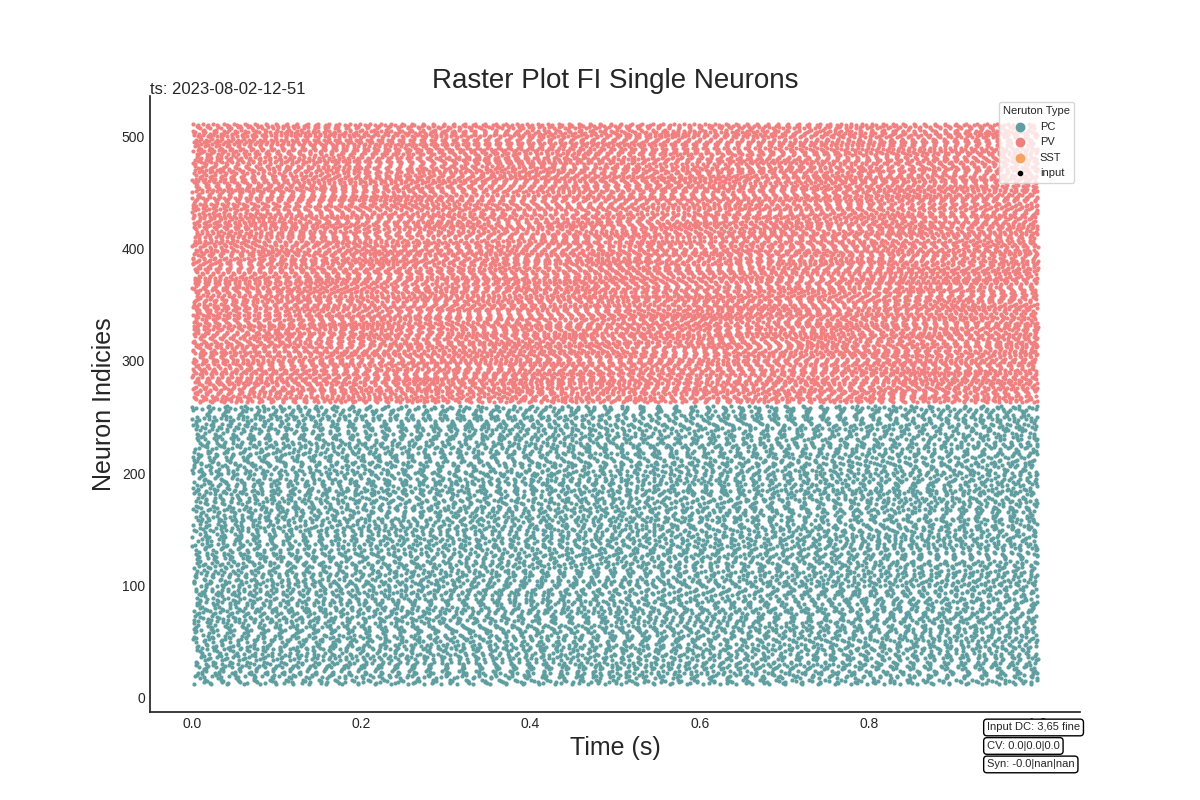 Raster Plot FI Single Neurons
ts: 2023-08-02-12-51
Neruton Type
PC
PV
SST
input
500
400
300
200
100
0
Neuron Indicies
0.0 0.2 0.4 0.6 0.8
Time (s)
Input DC: 3,65 fine
CV: 0.0|0.0|0.0
Syn: -0.0|nan|nan